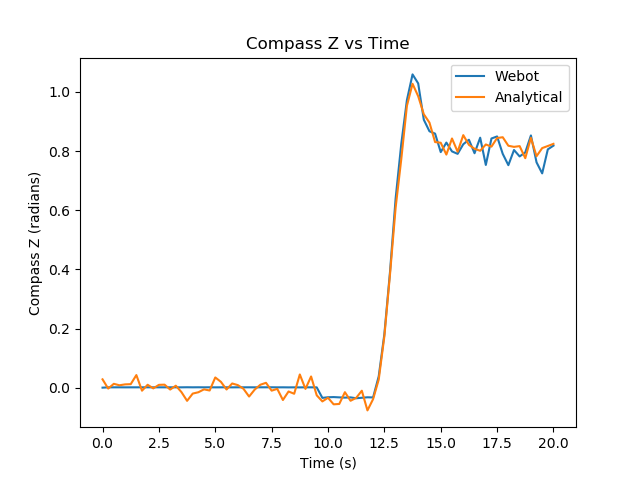 Compass Z vs Time
Webot
Analytical
Compass Z (radians)
1.0
0.8
0.6
0.4
0.2
0.0
0.0 2.5 5.0 7.5 10.0 12.5 15.0 17.5 20.0
Time (s)